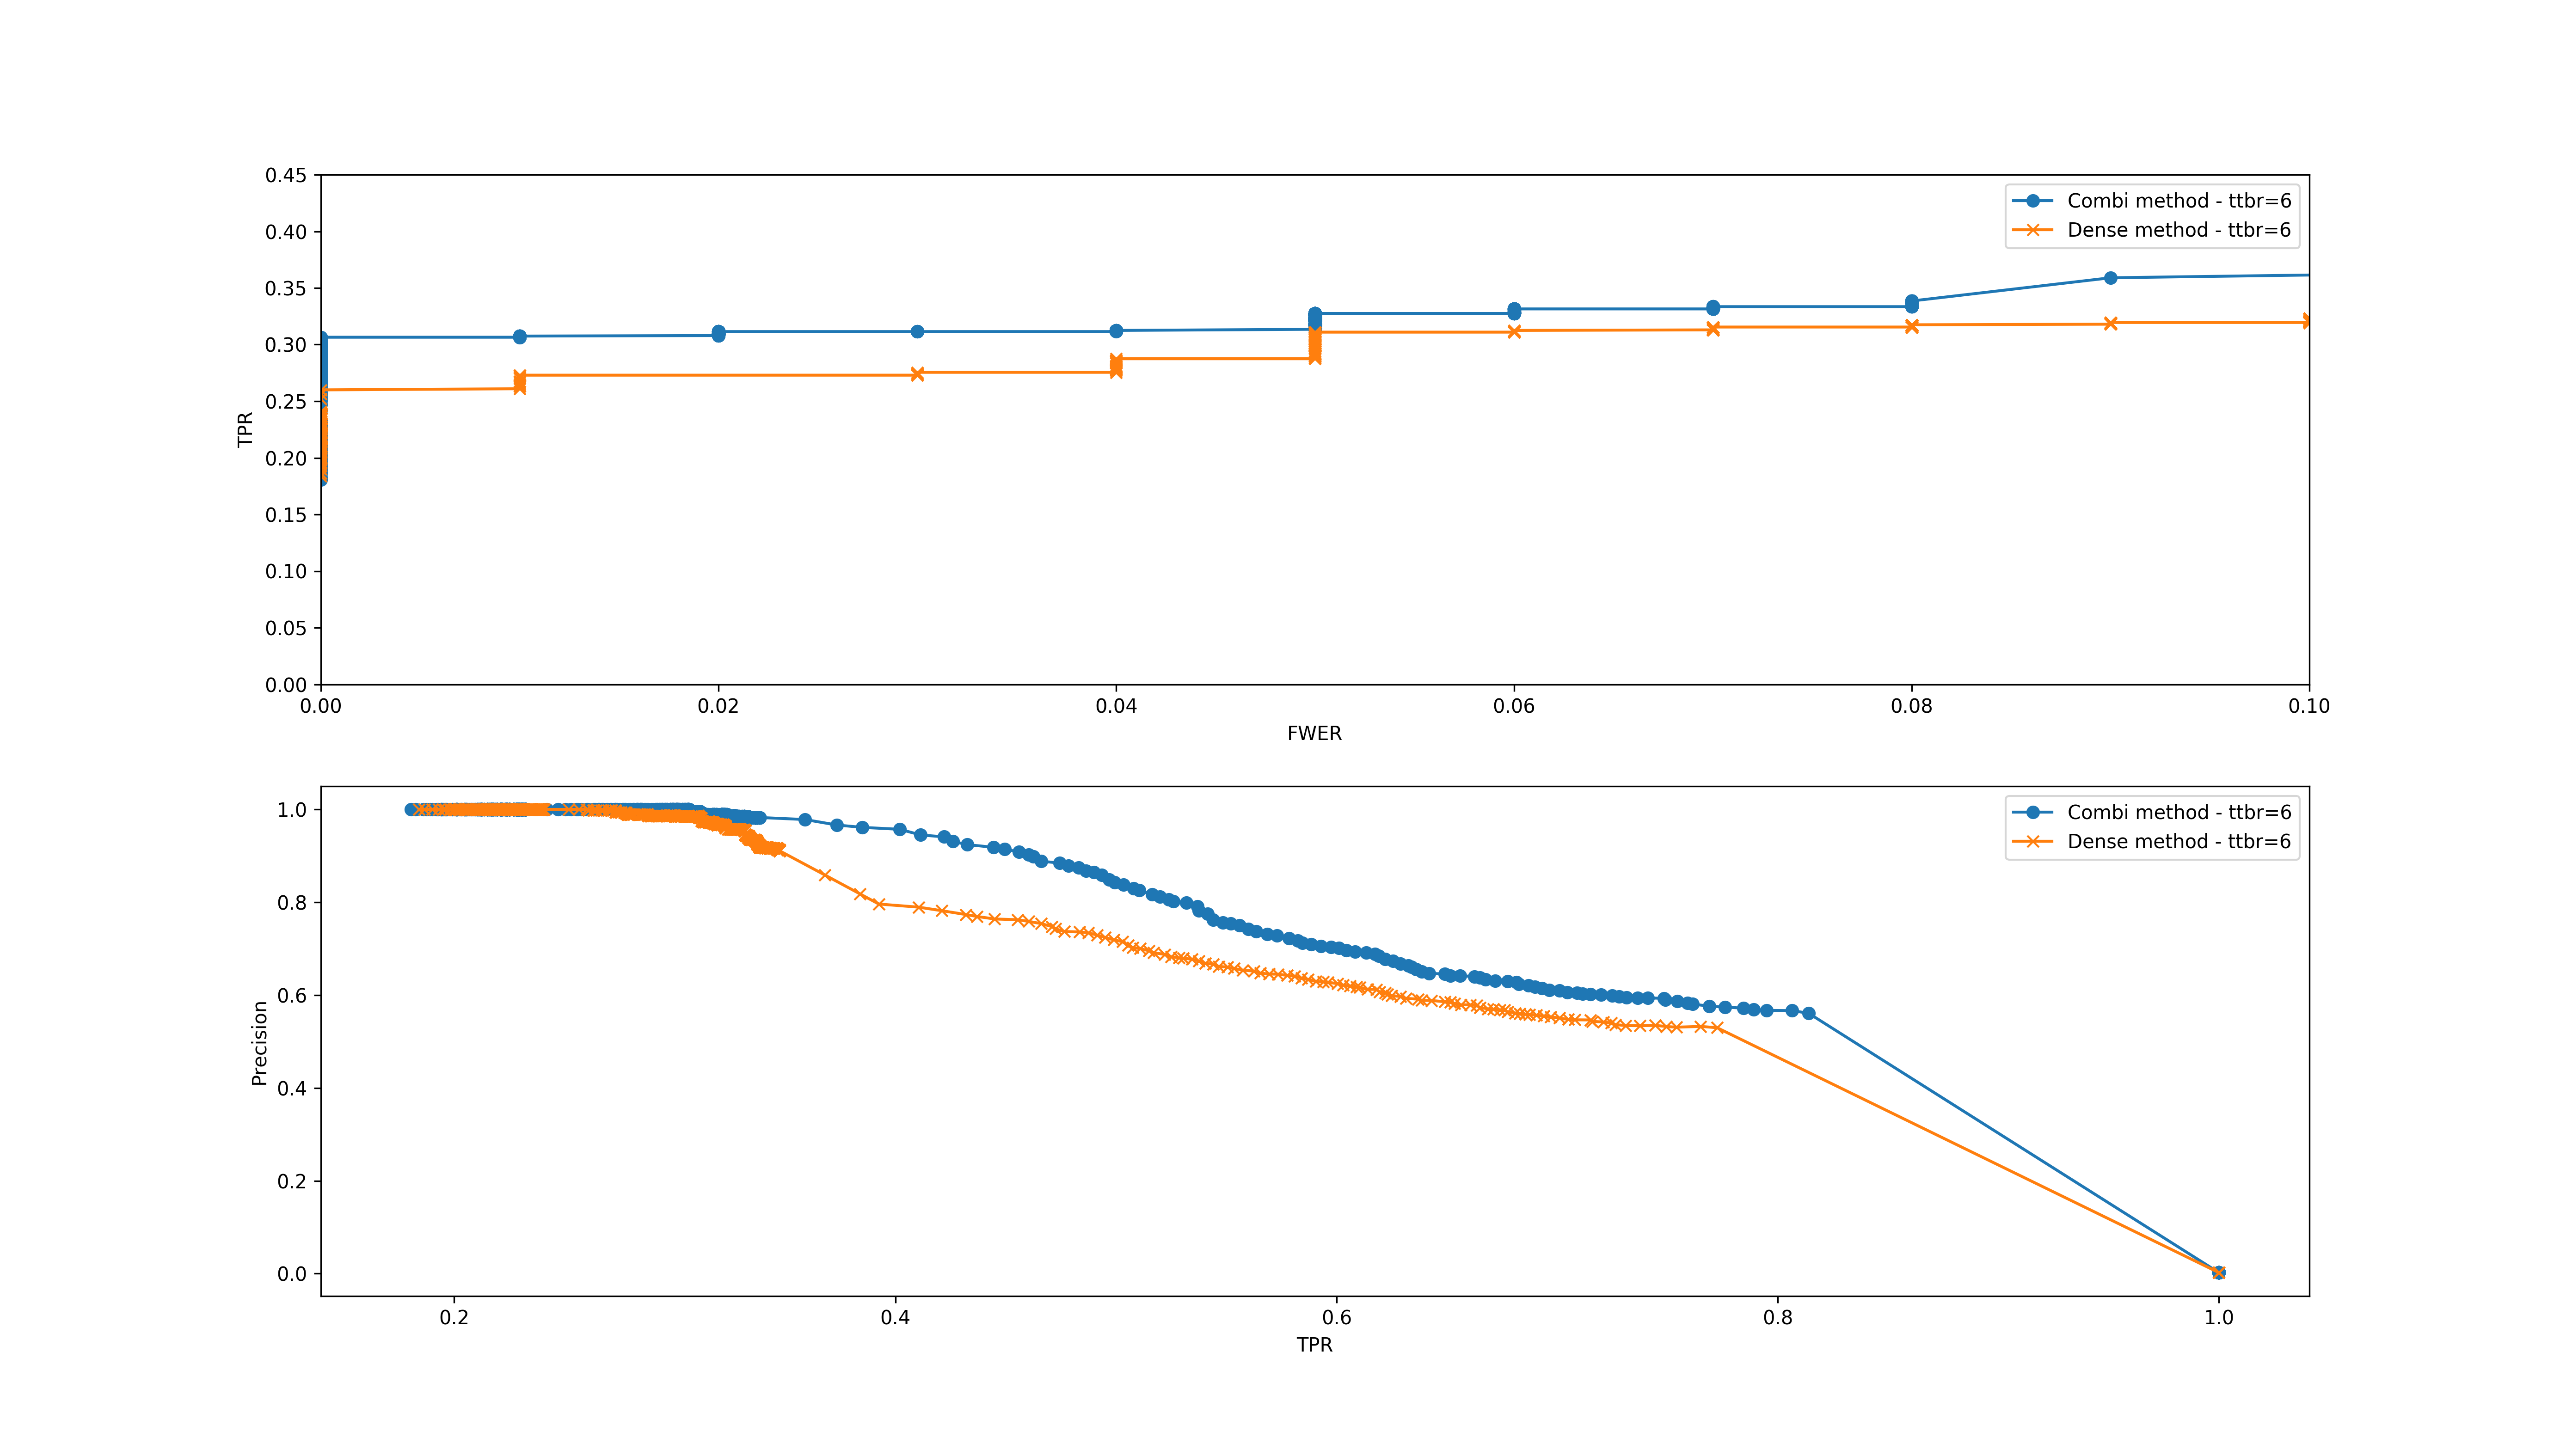 0.45
0.40
0.35
0.30
0.25
0.20
0.15
0.10
0.05
0.00
TPR
Combi method - ttbr=6
Dense method - ttbr=6
0.00 0.02 0.04 0.06 0.08 0.10
FWER
1.0
0.8
0.6
0.4
0.2
0.0
Precision
Combi method - ttbr=6
Dense method - ttbr=6
0.2 0.4 0.6 0.8 1.0
TPR